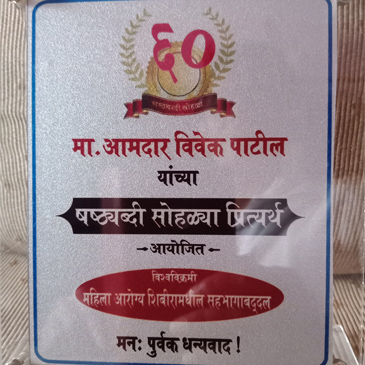 ६०
षष्ठ्यब्दी सोहळा
मा. आमदार विवेक पाटील
यांच्या
षष्ठ्यब्दी सोहळ्या प्रित्यर्थ
आयोजित
विश्वविक्रमी
महिला आरोग्य शिबीरामधील सहभागाबद्दल
मनः पुर्वक धन्यवाद !